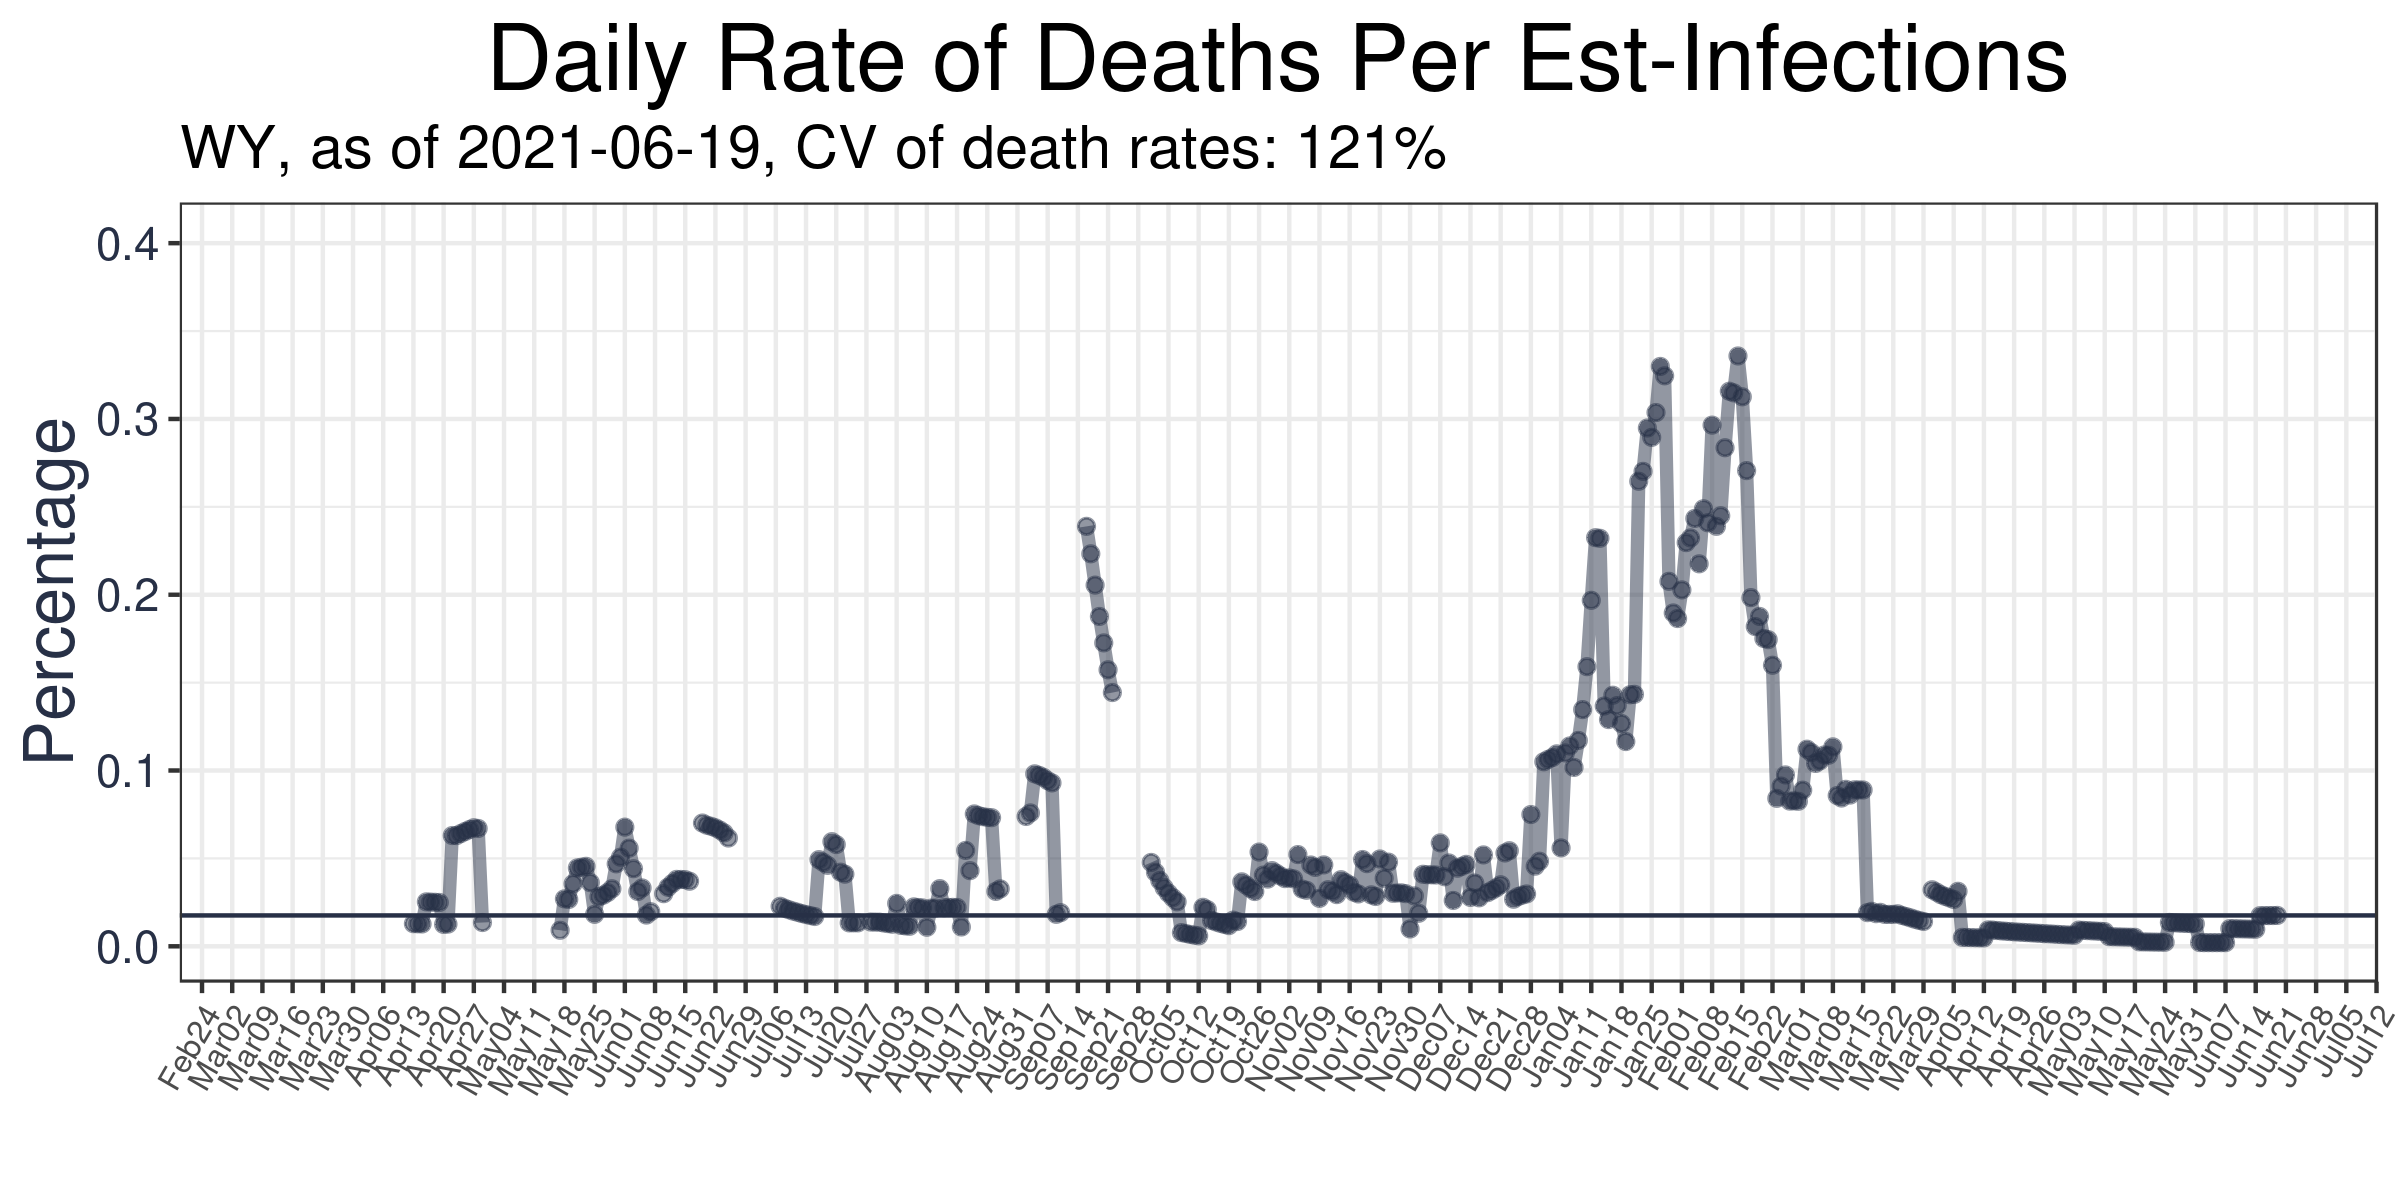 Daily Rate of Deaths Per Est-Infections
WY, as of 2021-06-19, CV of death rates: 121%
Percentage
0.4
0.3
0.2
0.1
0.0
Feb24
Mar02
Mar09
Mar16
Mar23
Mar30
Apr06
Apr13
Apr20
Apr27
May04
May11
May18
May25
Jun01
Jun08
Jun15
Jun22
Jun29
Jul06
Jul13
Jul20
Jul27
Aug03
Aug10
Aug17
Aug24
Aug31
Sep07
Sep14
Sep21
Sep28
Oct05
Oct12
Oct19
Oct26
Nov02
Nov09
Nov16
Nov23
Nov30
Dec07
Dec14
Dec21
Dec28
Jan04
Jan11
Jan18
Jan25
Feb01
Feb08
Feb15
Feb22
Mar01
Mar08
Mar15
Mar22
Mar29
Apr05
Apr12
Apr19
Apr26
May03
May10
May17
May24
May31
Jun07
Jun14
Jun21
Jun28
Jul05
Jul12